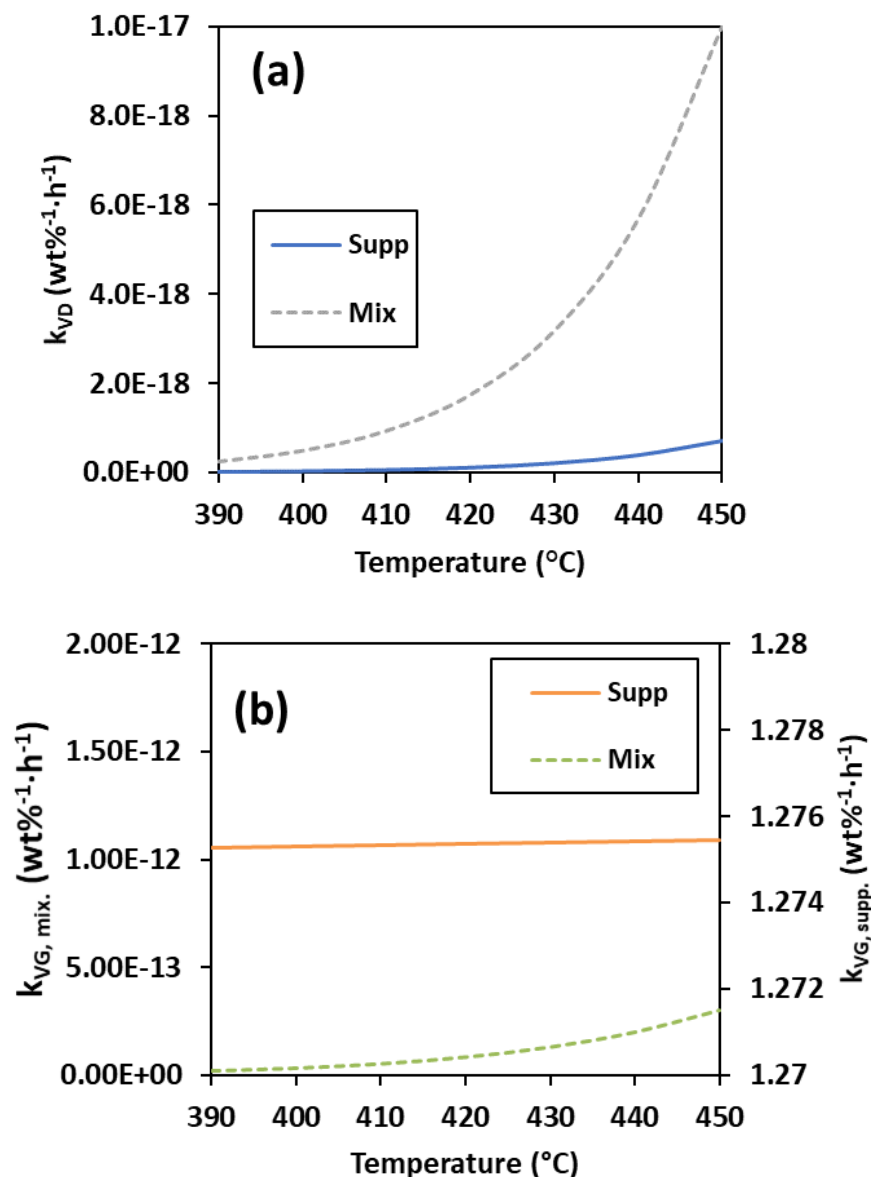 (a)
1.0E-17
8.0E-18
6.0E-18
4.0E-18
2.0E-18
0.0E+00
k_VD (wt%⁻¹·h⁻¹)
Supp
Mix
390 400 410 420 430 440 450
Temperature (°C)
(b)
2.00E-12
1.50E-12
1.00E-12
5.00E-13
0.00E+00
k_VG, mix. (wt%⁻¹·h⁻¹)
Supp
Mix
1.28
1.278
1.276
1.274
1.272
1.27
k_VG, supp. (wt%⁻¹·h⁻¹)
390 400 410 420 430 440 450
Temperature (°C)